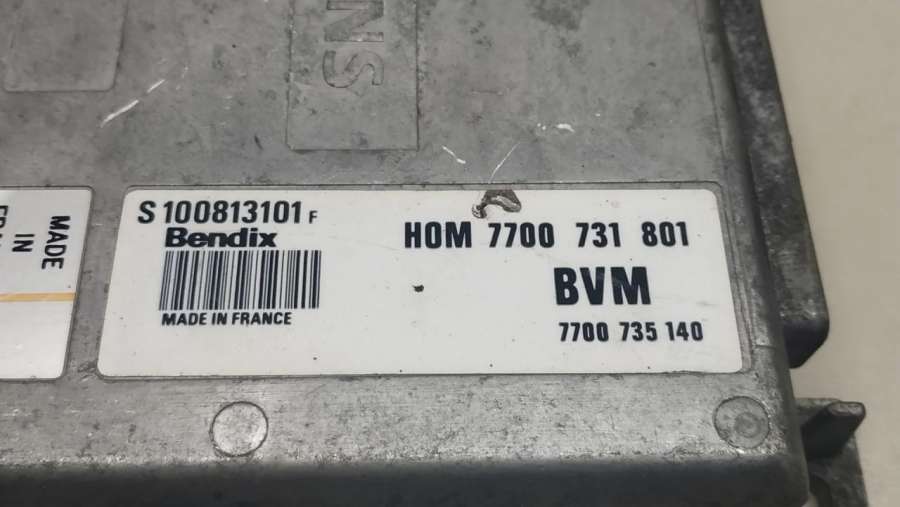 S100813101 F
Bendix
MADE IN FRANCE
HOM 7700 731 801
BVM
7700 735 140
MADE
IN